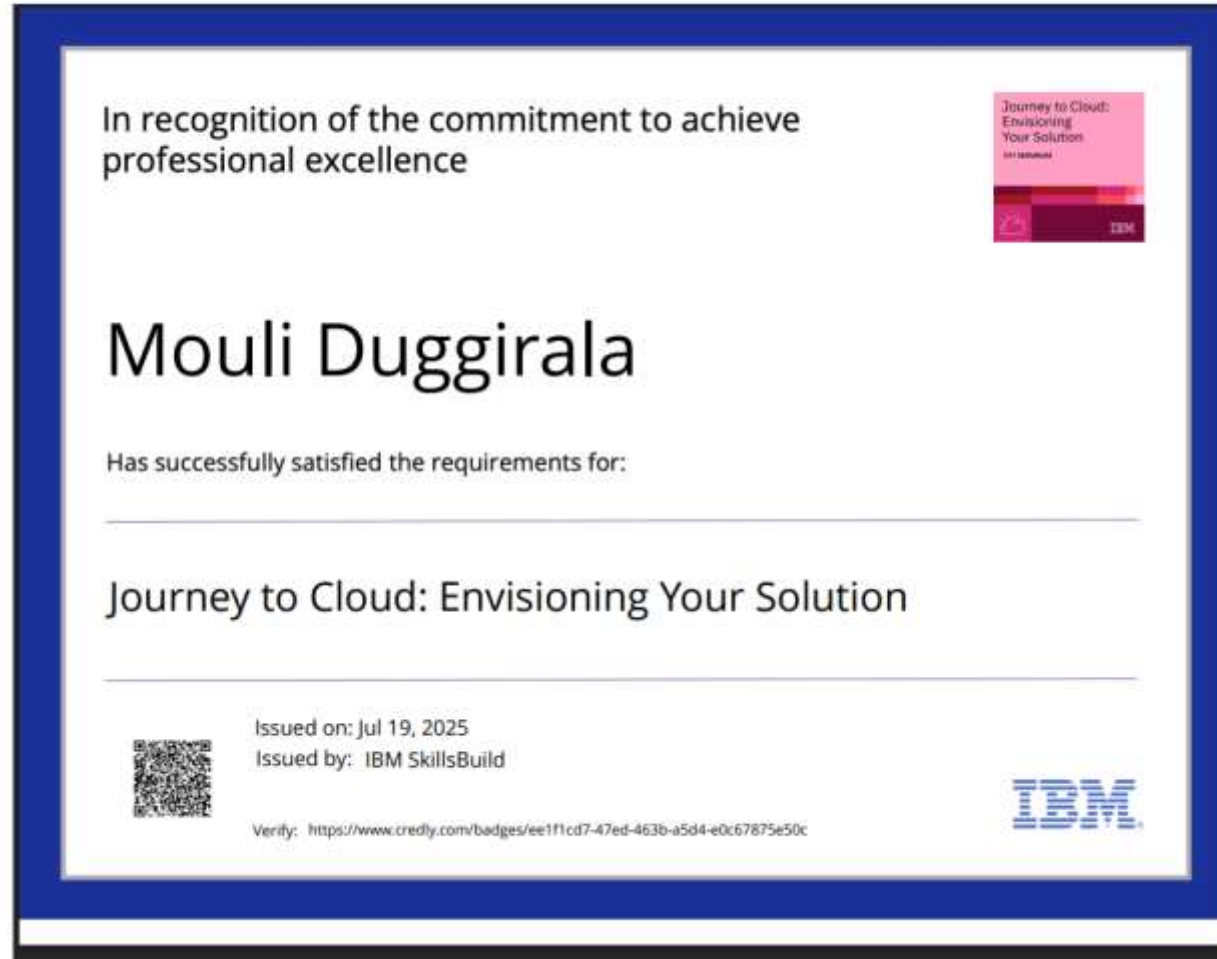 In recognition of the commitment to achieve
professional excellence
Journey to Cloud:
Envisioning
Your Solution
IBM SkillsBuild
IBM
Mouli Duggirala
Has successfully satisfied the requirements for:
Journey to Cloud: Envisioning Your Solution
Issued on: Jul 19, 2025
Issued by: IBM SkillsBuild
Verify: https://www.credly.com/badges/ee1f1cd7-47ed-463b-a5d4-e0c67875e50c
IBM